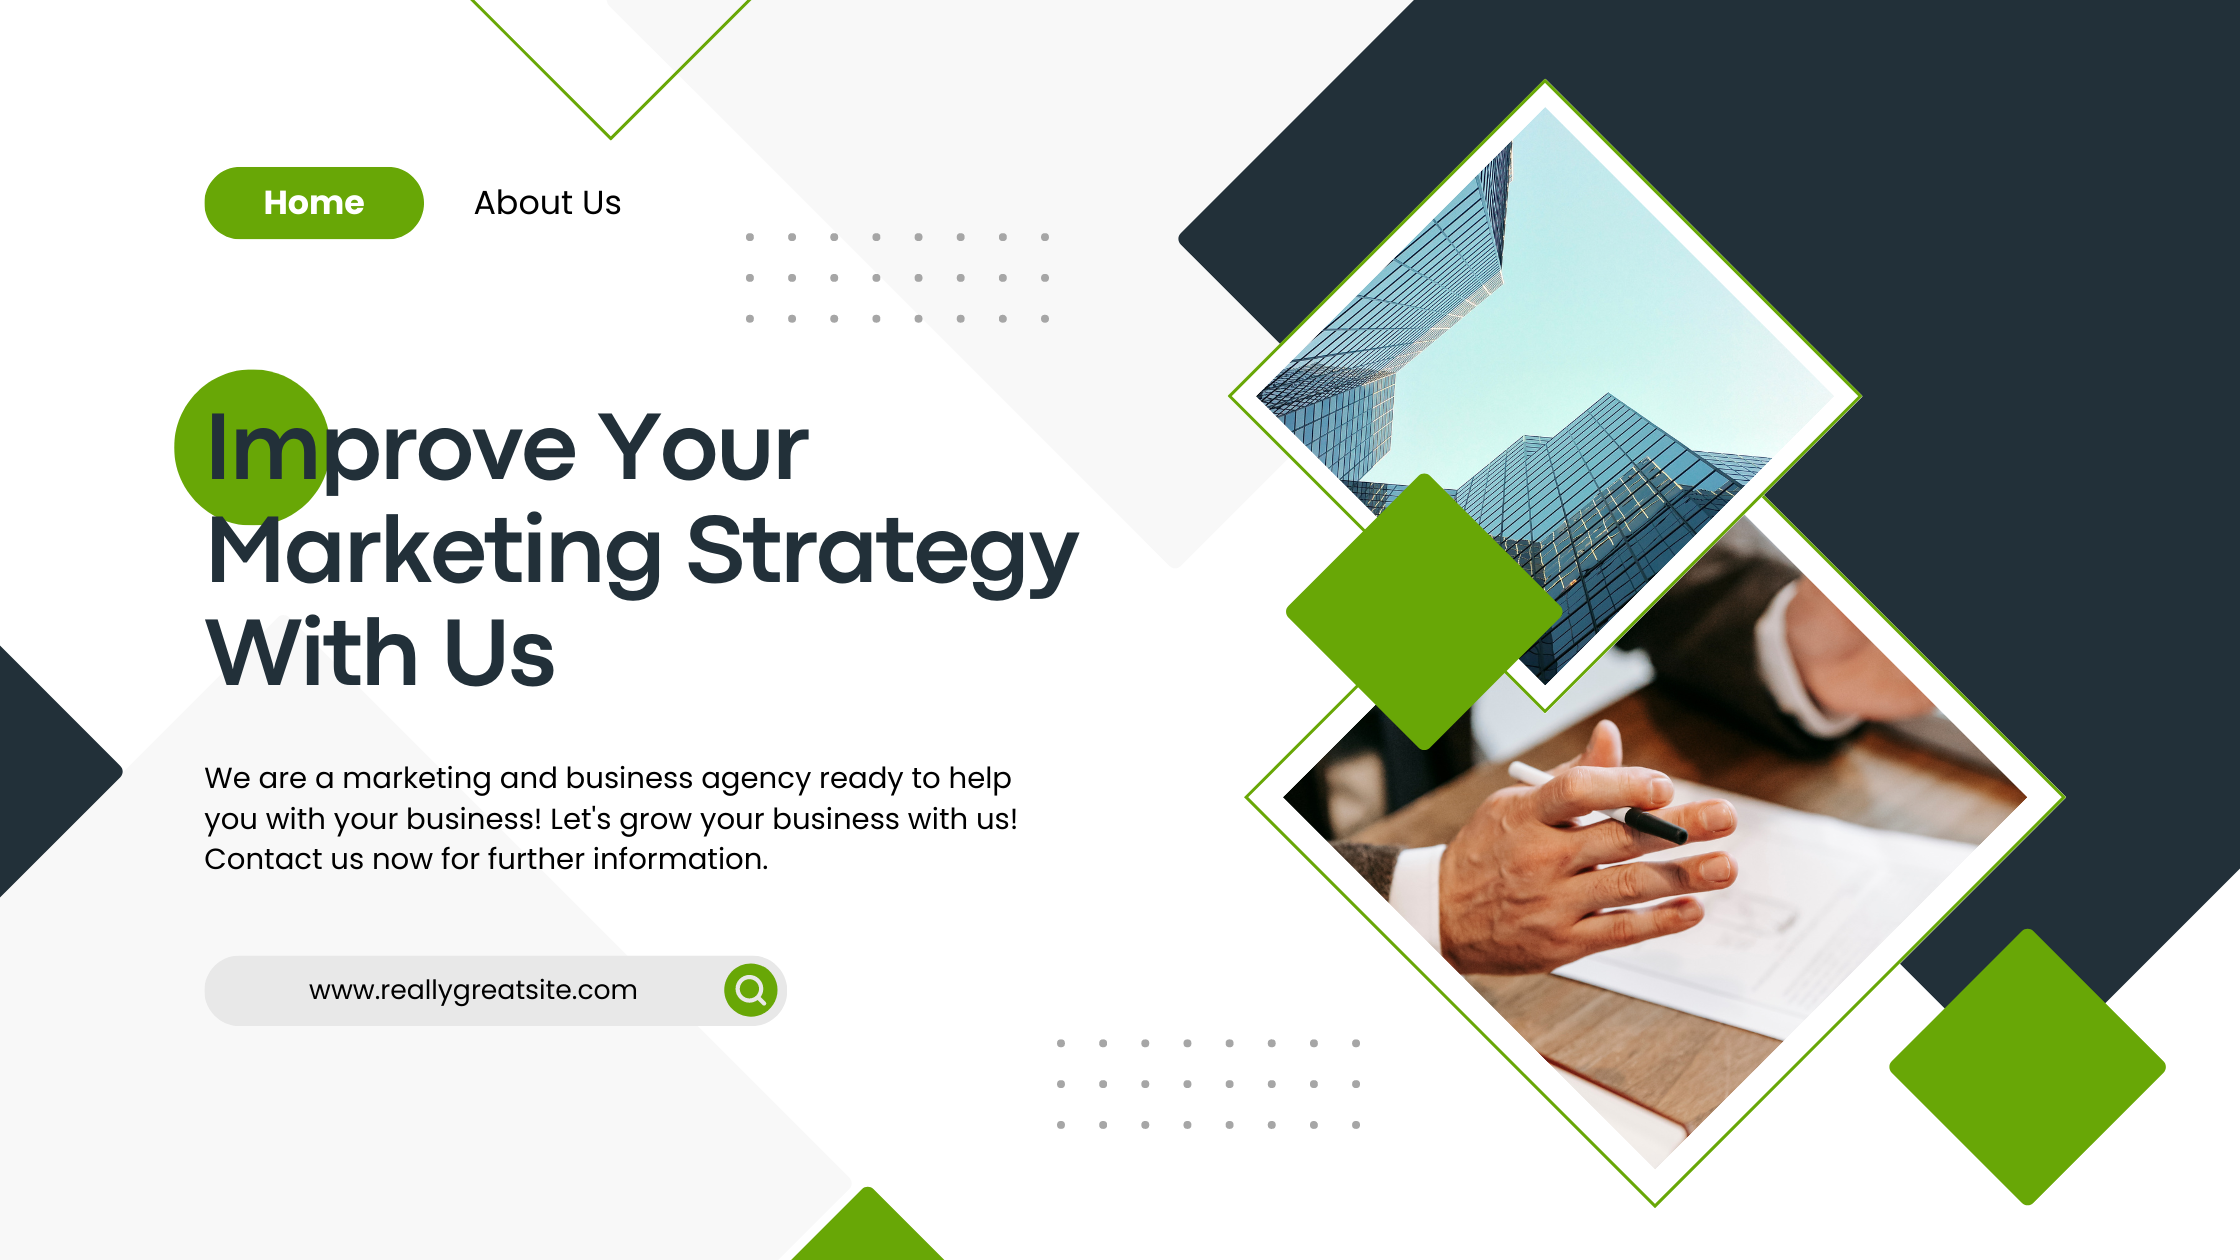 Home About Us
Improve Your
Marketing Strategy
With Us
We are a marketing and business agency ready to help
you with your business! Let's grow your business with us!
Contact us now for further information.
www.reallygreatsite.com